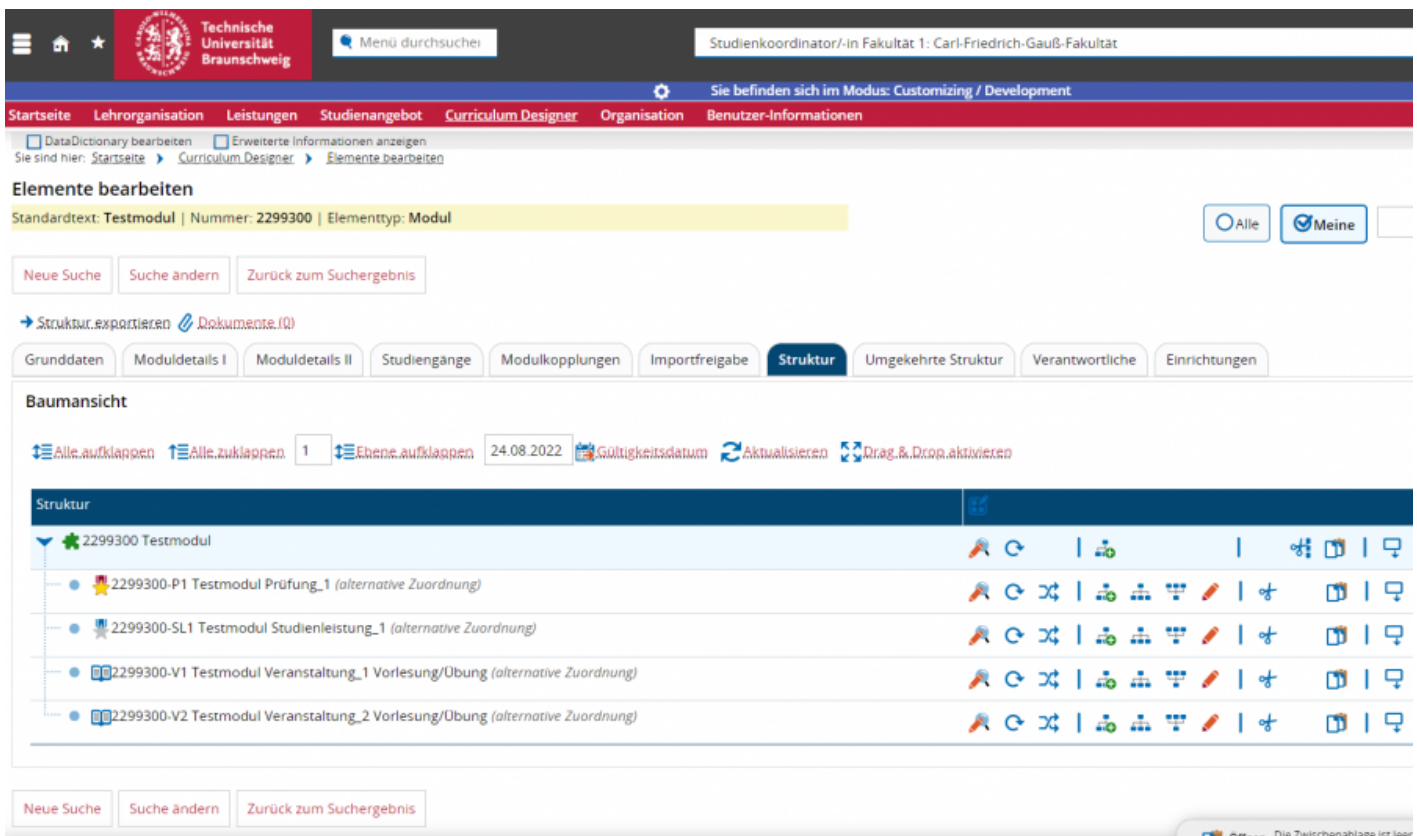 Technische
Universität
Braunschweig
Menü durchsuchen
Studienkoordinator/-in Fakultät 1: Carl-Friedrich-Gauß-Fakultät
Sie befinden sich im Modus: Customizing / Development
Startseite Lehrorganisation Leistungen Studienangebot Curriculum Designer Organisation Benutzer-Informationen
DataDictionary bearbeiten Erweiterte Informationen anzeigen
Sie sind hier: Startseite Curriculum Designer Elemente bearbeiten
Elemente bearbeiten
Standardtext: Testmodul | Nummer: 2299300 | Elementtyp: Modul
Alle Meine
Neue Suche Suche ändern Zurück zum Suchergebnis
Struktur exportieren Dokumente (0)
Grunddaten Moduldetails I Moduldetails II Studiengänge Modulkopplungen Importfreigabe Struktur Umgekehrte Struktur Verantwortliche Einrichtungen
Baumansicht
Alle aufklappen Alle zuklappen 1 Ebene aufklappen 24.08.2022 Gültigkeitsdatum Aktualisieren Drag & Drop aktivieren
Struktur
2299300 Testmodul
2299300-P1 Testmodul Prüfung_1 (alternative Zuordnung)
2299300-SL1 Testmodul Studienleistung_1 (alternative Zuordnung)
2299300-V1 Testmodul Veranstaltung_1 Vorlesung/Übung (alternative Zuordnung)
2299300-V2 Testmodul Veranstaltung_2 Vorlesung/Übung (alternative Zuordnung)
Neue Suche Suche ändern Zurück zum Suchergebnis
Die Zwischenablage ist leer